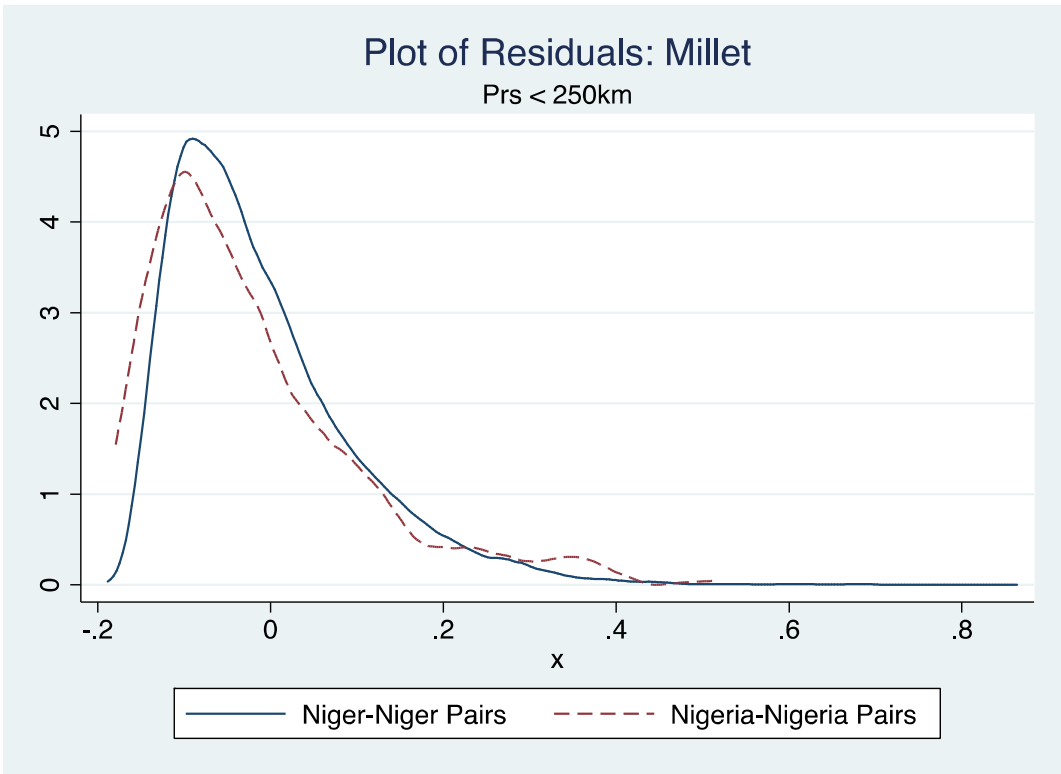 Plot of Residuals: Millet
Prs < 250km
5
4
3
2
1
0
-.2 0 .2 .4 .6 .8
x
Niger-Niger Pairs Nigeria-Nigeria Pairs